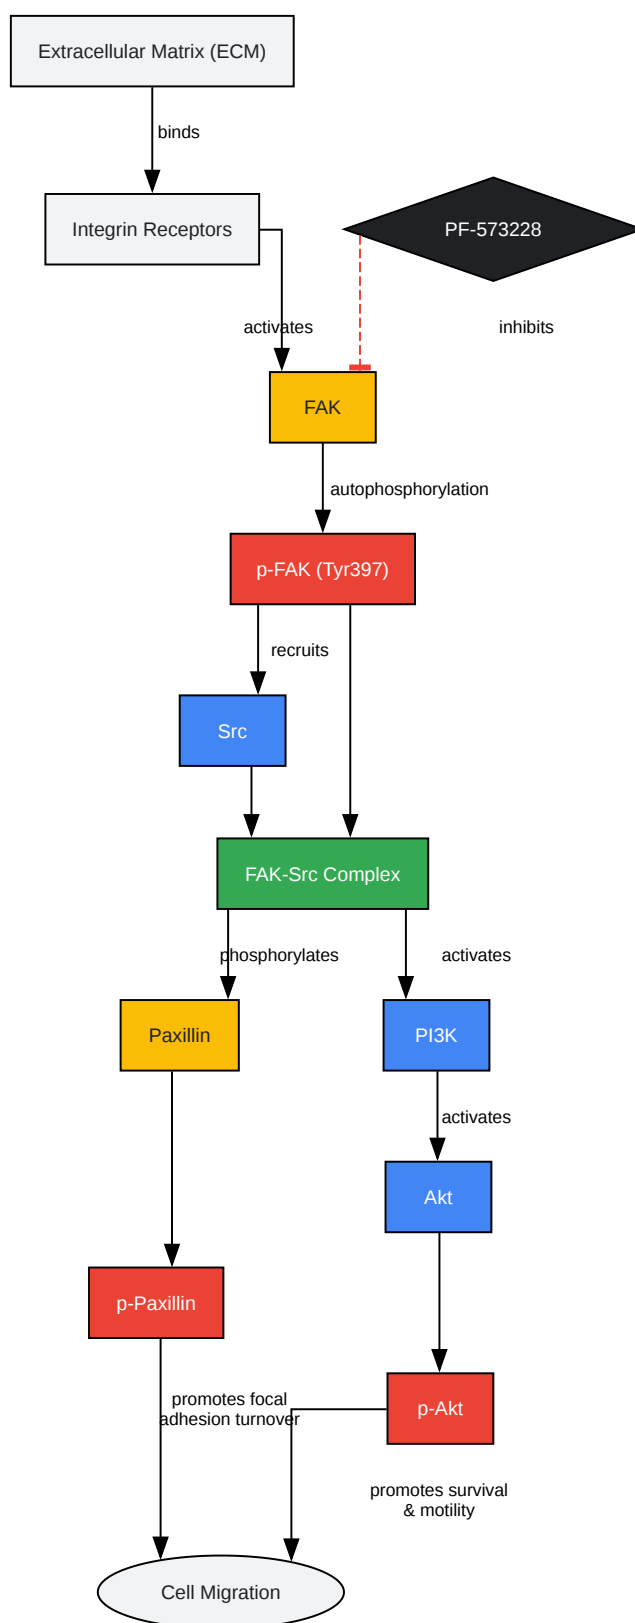 Extracellular Matrix (ECM)
binds
Integrin Receptors
PF-573228
activates
inhibits
FAK
autophosphorylation
p-FAK (Tyr397)
recruits
Src
FAK-Src Complex
phosphorylates
activates
Paxillin
PI3K
activates
Akt
p-Paxillin
promotes focal
adhesion turnover
p-Akt
promotes survival
& motility
Cell Migration